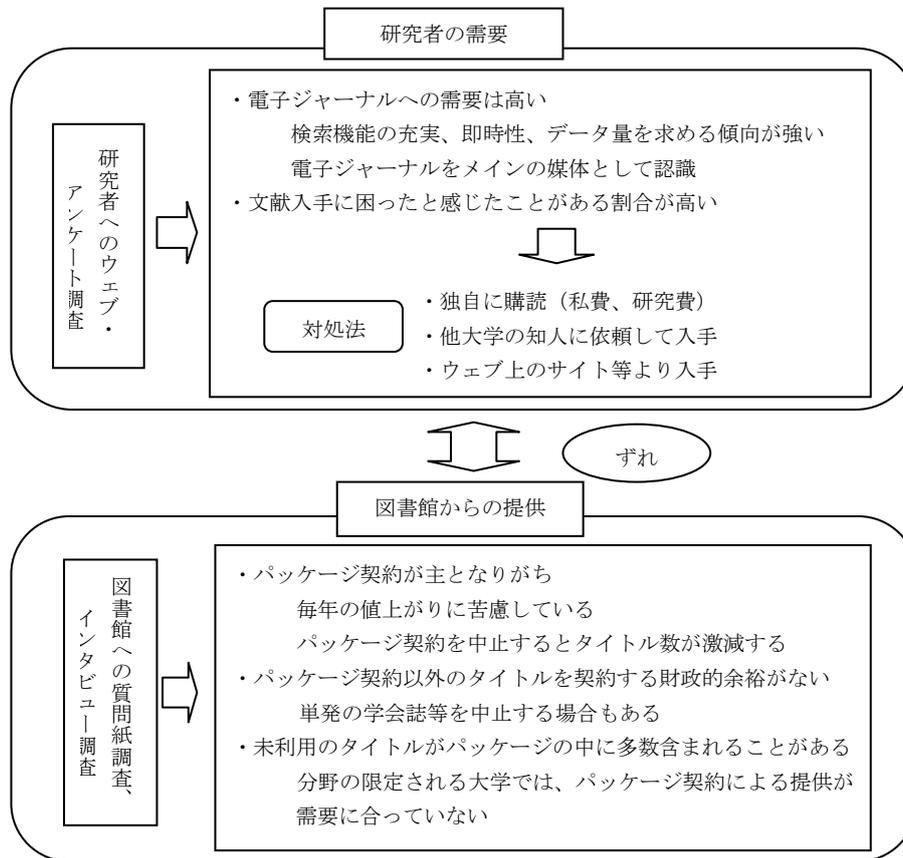 研究者の需要
研究者へのウェブ・
アンケート調査
・電子ジャーナルへの需要は高い
検索機能の充実、即時性、データ量を求める傾向が強い
電子ジャーナルをメインの媒体として認識
・文献入手に困ったと感じたことがある割合が高い
対処法
・独自に購読（私費、研究費）
・他大学の知人に依頼して入手
・ウェブ上のサイト等より入手
ずれ
図書館からの提供
図書館への質問紙調査、
インタビュー調査
・パッケージ契約が主となりがち
毎年の値上がりに苦慮している
パッケージ契約を中止するとタイトル数が激減する
・パッケージ契約以外のタイトルを契約する財政的余裕がない
単発の学会誌等を中止する場合もある
・未利用のタイトルがパッケージの中に多数含まれることがある
分野の限定される大学では、パッケージ契約による提供が
需要に合っていない